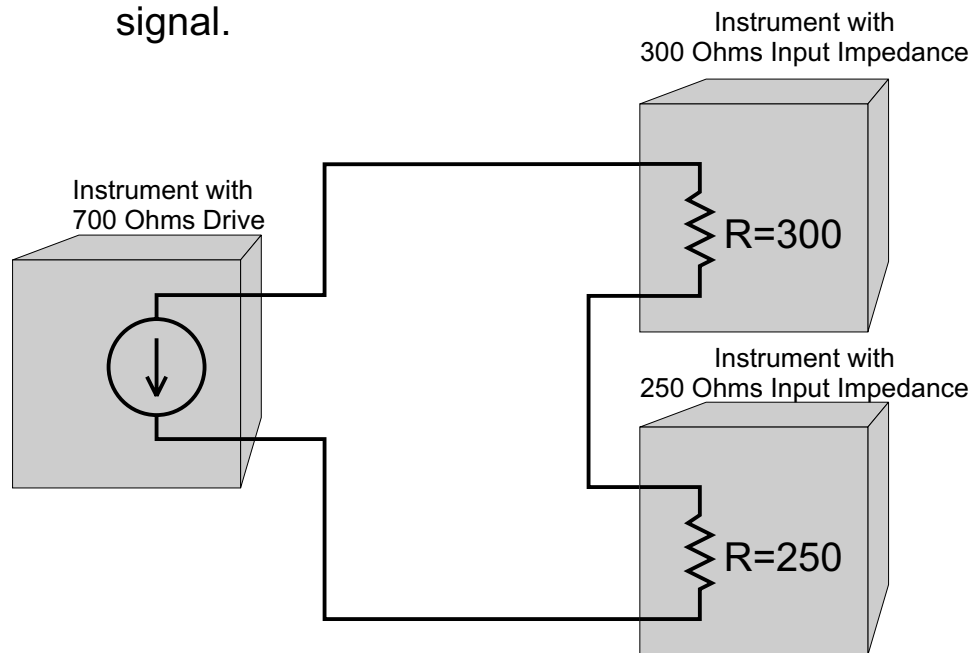 signal.
Instrument with
300 Ohms Input Impedance
Instrument with
700 Ohms Drive
R=300
Instrument with
250 Ohms Input Impedance
R=250